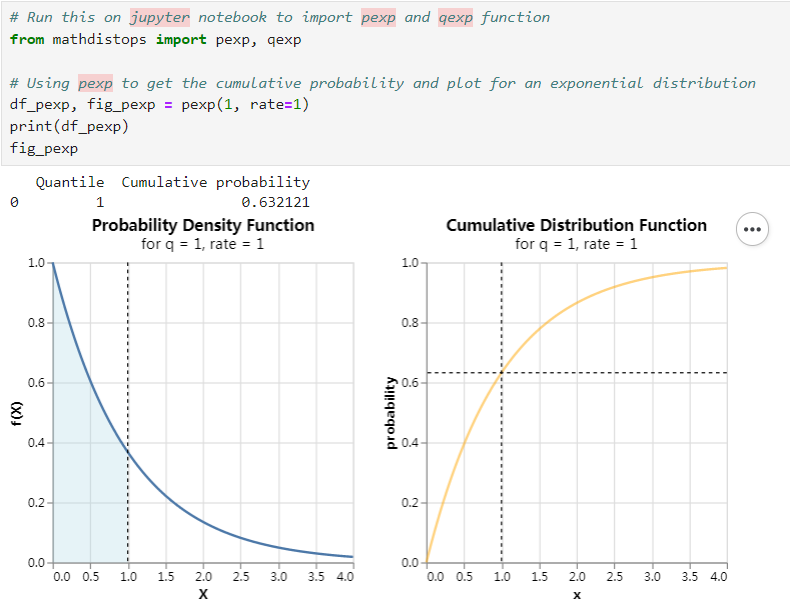 # Run this on jupyter notebook to import pexp and qexp function
from mathdistops import pexp, qexp
# Using pexp to get the cumulative probability and plot for an exponential distribution
df_pexp, fig_pexp = pexp(1, rate=1)
print(df_pexp)
fig_pexp
Quantile Cumulative probability
0 1 0.632121
Probability Density Function
for q = 1, rate = 1
1.0
0.8
0.6
0.4
0.2
0.0
f(X)
0.0 0.5 1.0 1.5 2.0 2.5 3.0 3.5 4.0
X
Cumulative Distribution Function
for q = 1, rate = 1
1.0
0.8
0.6
0.4
0.2
0.0
probability
0.0 0.5 1.0 1.5 2.0 2.5 3.0 3.5 4.0
x